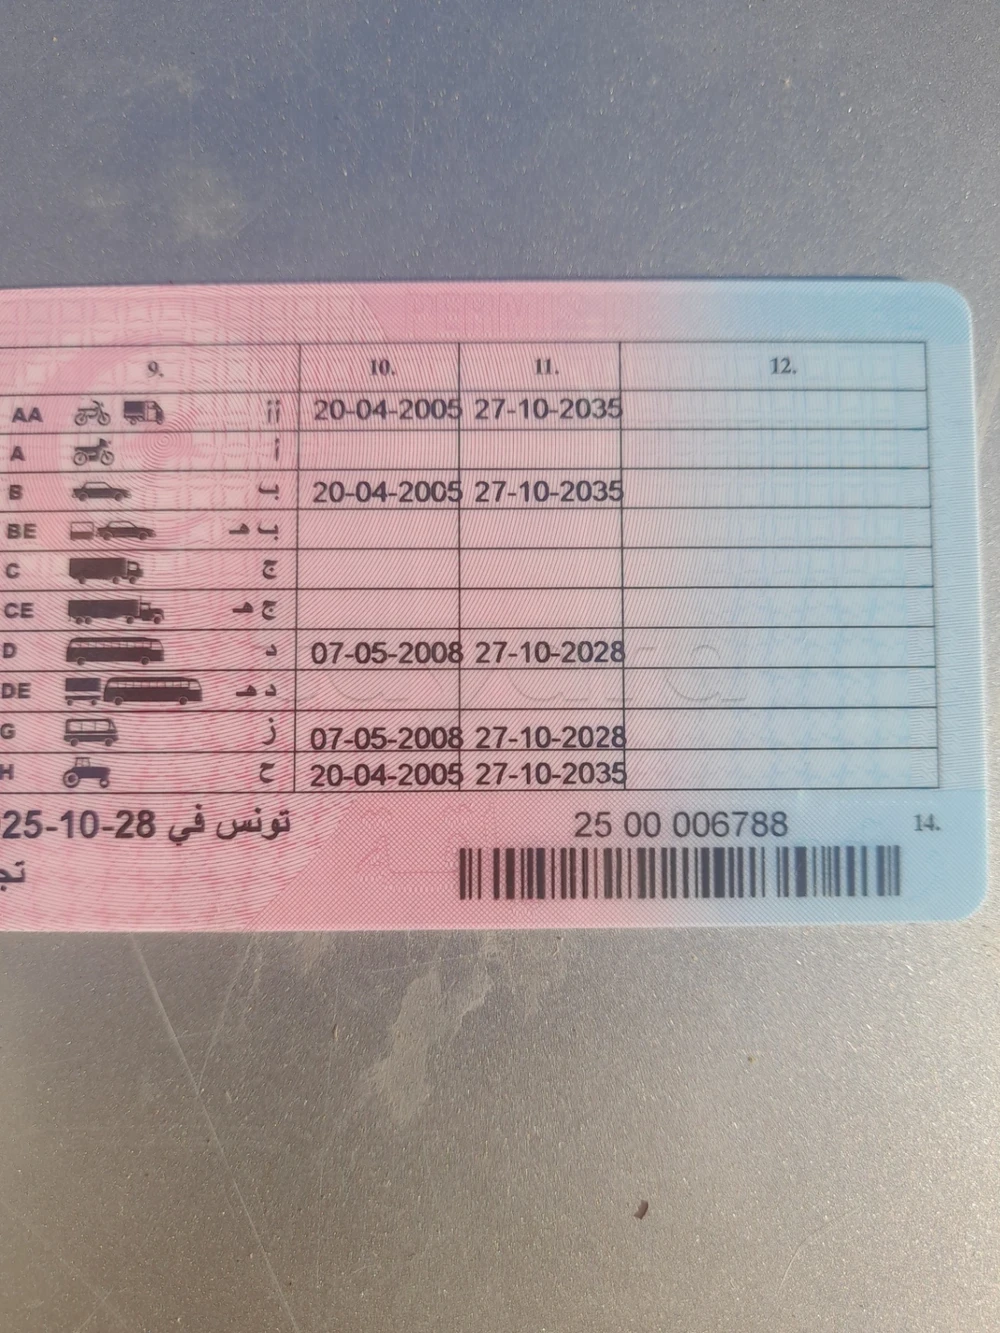 9. 10. 11. 12.
AA أأ 20-04-2005 27-10-2035
A أ
B ب 20-04-2005 27-10-2035
BE ب هـ
C ج
CE ج هـ
D د 07-05-2008 27-10-2028
DE د هـ
G ز 07-05-2008 27-10-2028
H ح 20-04-2005 27-10-2035
تونس في 25-10-28
25 00 006788 14.